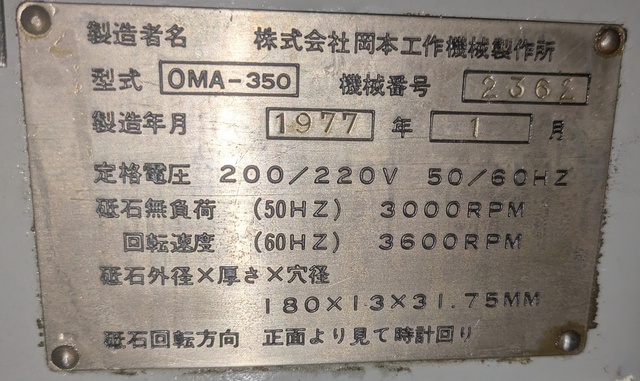 製造者名 株式会社岡本工作機械製作所
型式 OMA-350 機械番号 2362
製造年月 1977 年 1 月
定格電圧 200/220V 50/60HZ
砥石無負荷 (50HZ) 3000RPM
回転速度 (60HZ) 3600RPM
砥石外径×厚さ×穴径
180×13×31.75MM
砥石回転方向 正面より見て時計回り